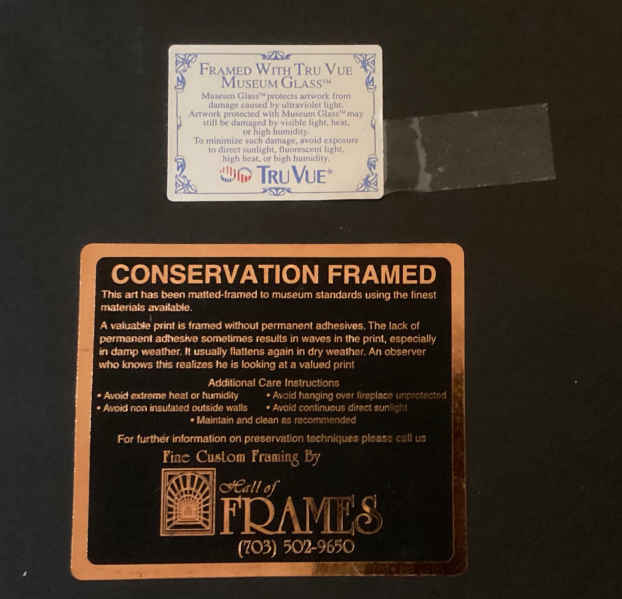 FRAMED WITH TRU VUE
MUSEUM GLASS™
Museum Glass™ protects artwork from
damage caused by ultraviolet light.
Artwork protected with Museum Glass™ may
still be damaged by visible light, heat,
or high humidity.
To minimize such damage, avoid exposure
to direct sunlight, fluorescent light,
high heat, or high humidity.
TRU VUE®
CONSERVATION FRAMED
This art has been matted-framed to museum standards using the finest
materials available.
A valuable print is framed without permanent adhesives. The lack of
permanent adhesive sometimes results in waves in the print, especially
in damp weather. It usually flattens again in dry weather. An observer
who knows this realizes he is looking at a valued print
Additional Care Instructions
• Avoid extreme heat or humidity • Avoid hanging over fireplace unprotected
• Avoid non insulated outside walls • Avoid continuous direct sunlight
• Maintain and clean as recommended
For further information on preservation techniques please call us
Fine Custom Framing By
Hall of
FRAMES
(703) 502-9650